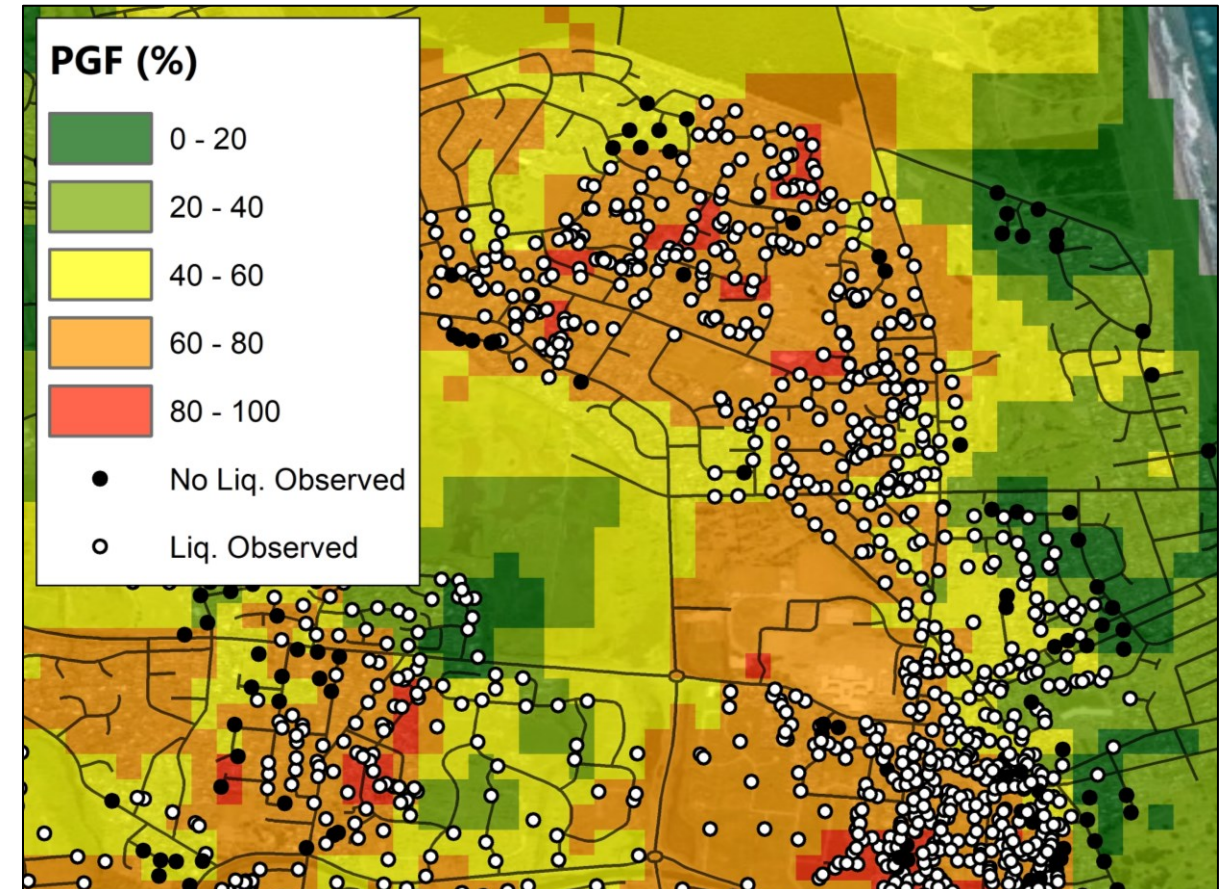 PGF (%)
0 - 20
20 - 40
40 - 60
60 - 80
80 - 100
No Liq. Observed
Liq. Observed